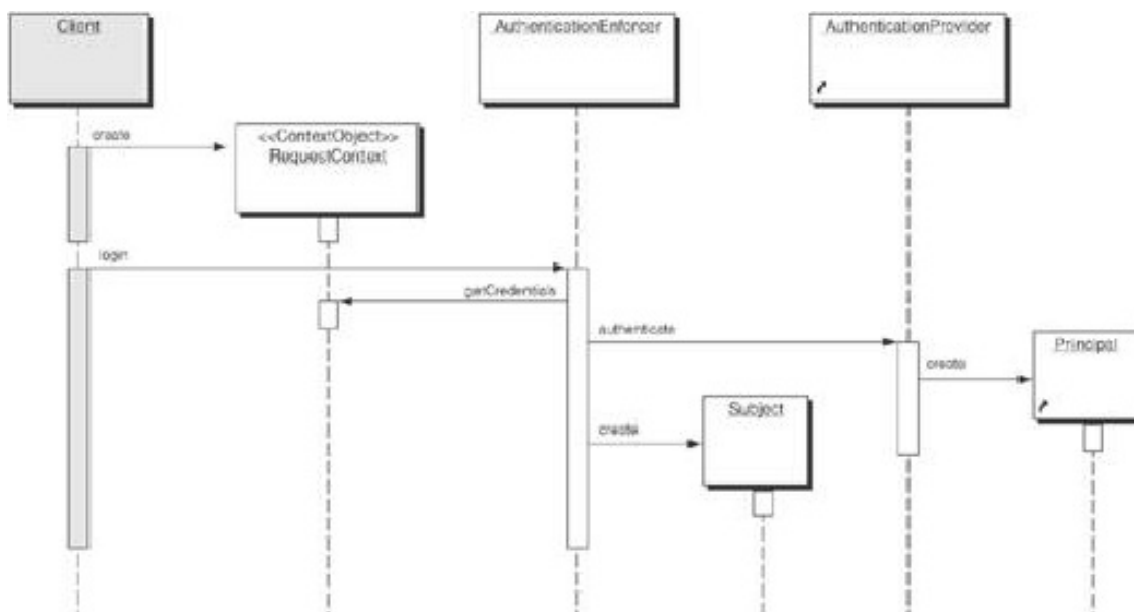 Client
AuthenticationEnforcer
AuthenticationProvider
create
<<ContextObject>>
RequestContext
login
getCredentials
authenticate
Principal
create
Subject
create